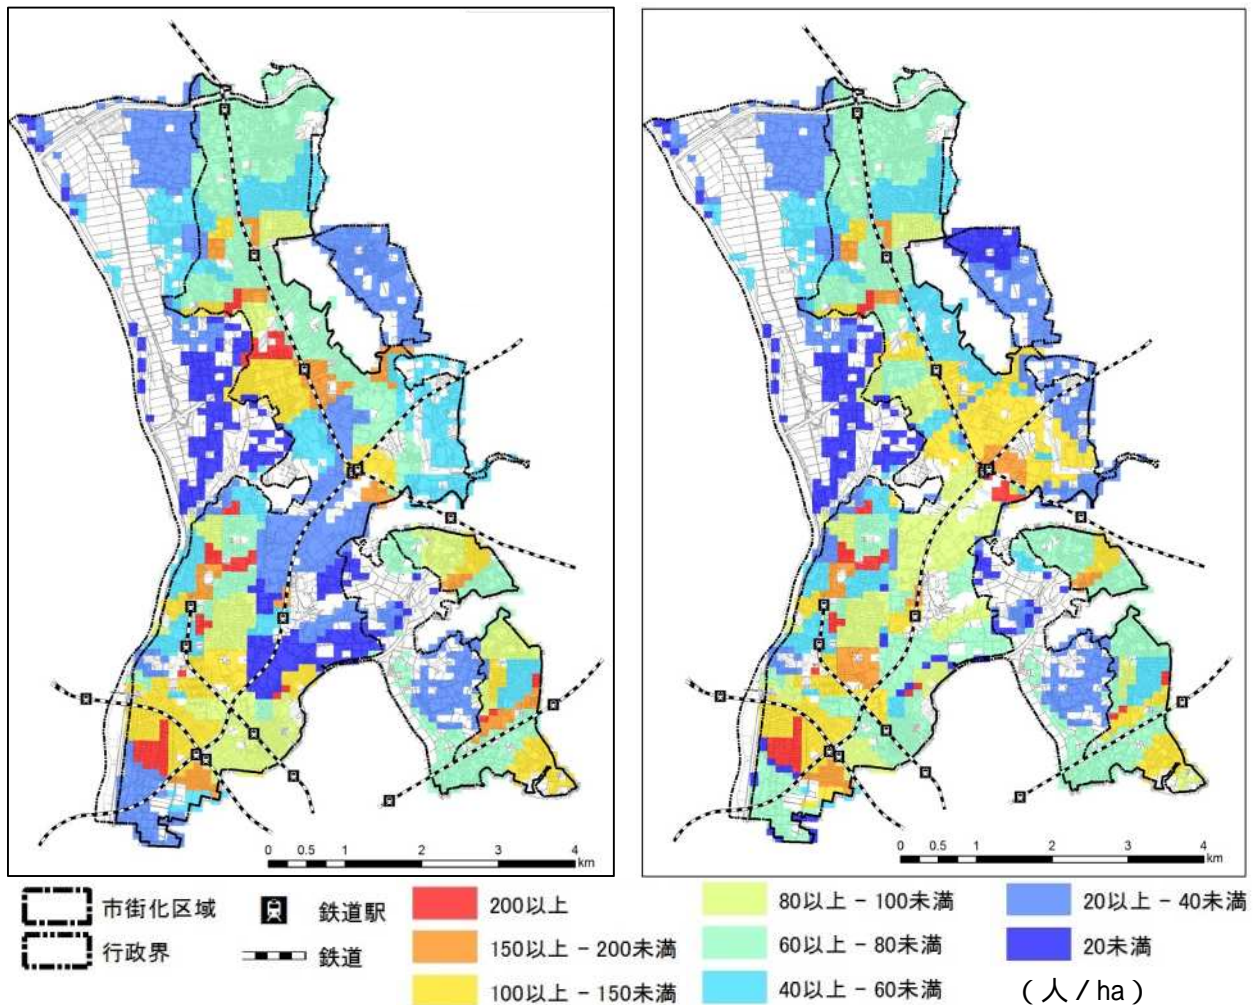 0 0.5 1 2 3 4
km
0 0.5 1 2 3 4
km
市街化区域
行政界
鉄道駅
鉄道
200以上
150以上－200未満
100以上－150未満
80以上－100未満
60以上－80未満
40以上－60未満
20以上－40未満
20未満
（人／ha）